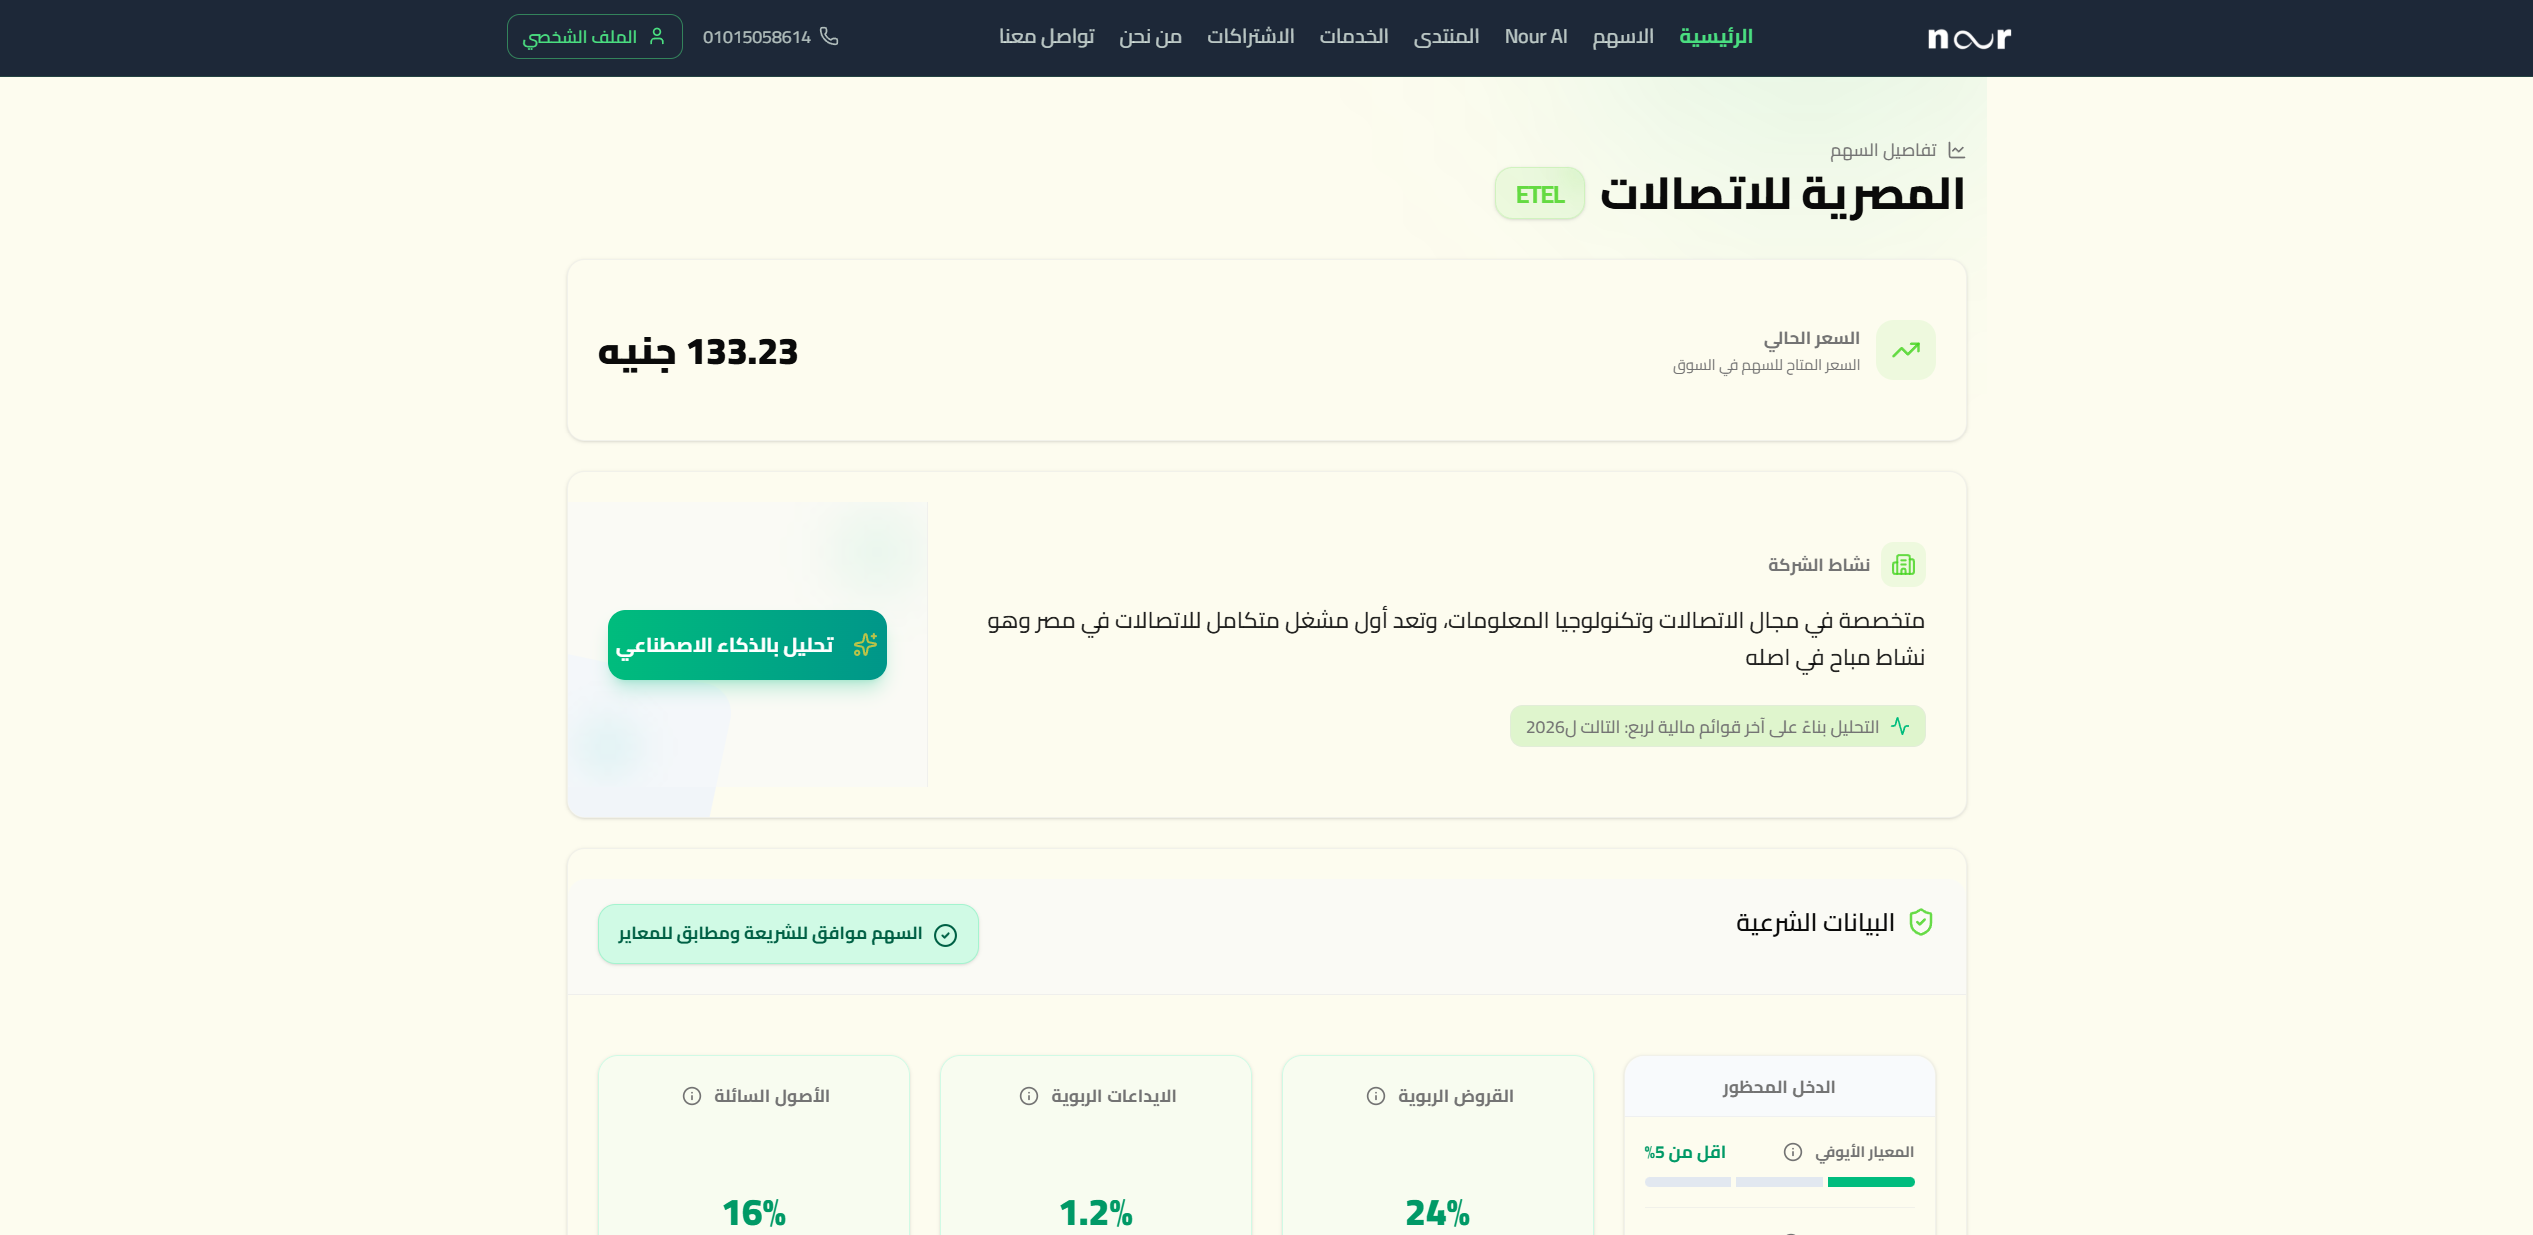 nour
الرئيسية
الاسهم
Nour AI
المنتدى
الخدمات
الاشتراكات
من نحن
تواصل معنا
01015058614
الملف الشخصي
تفاصيل السهم
المصرية للاتصالات
ETEL
السعر الحالي
السعر المتاح للسهم في السوق
133.23 جنيه
نشاط الشركة
متخصصة في مجال الاتصالات وتكنولوجيا المعلومات، وتعد أول مشغل متكامل للاتصالات في مصر وهو
نشاط مباح في اصله
التحليل بناءً على آخر قوائم مالية لربع: التالت ل2026
تحليل بالذكاء الاصطناعي
البيانات الشرعية
السهم موافق للشريعة ومطابق للمعاير
الدخل المحظور
المعيار الأيوفي
اقل من 5%
القروض الربوية
24%
الايداعات الربوية
1.2%
الأصول السائلة
16%